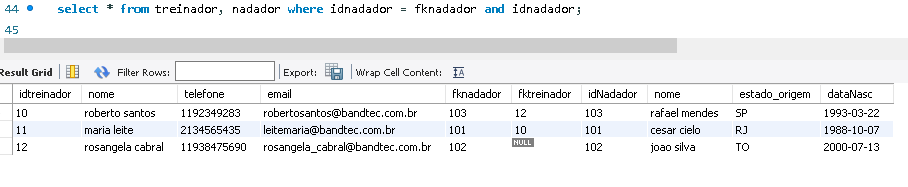 44 select * from treinador, nadador where idnadador = fknadador and idnadador;
45
Result Grid Filter Rows: Export: Wrap Cell Content: IA
idtreinador nome telefone email fknadador fktreinador idNadador nome estado_origem dataNasc
10 roberto santos 1192349283 robertosantos@bandtec.com.br 103 12 103 rafael mendes SP 1993-03-22
11 maria leite 2134565435 leitemaria@bandtec.com.br 101 10 101 cesar cielo RJ 1988-10-07
12 rosangela cabral 11938475690 rosangela_cabral@bandtec.com.br 102 NULL 102 joao silva TO 2000-07-13